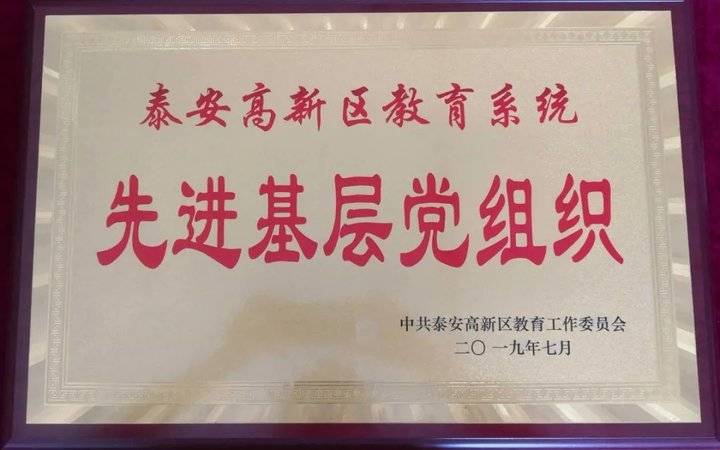 泰安高新区教育系统
先进基层党组织
中共泰安高新区教育工作委员会
二〇一九年七月